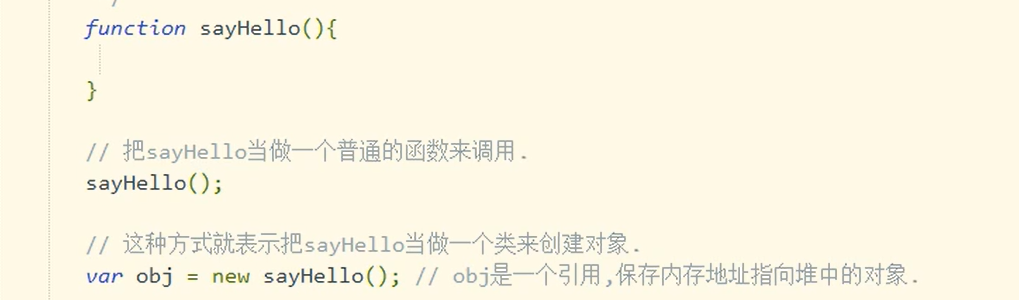 function sayHello(){
}
// 把sayHello当做一个普通的函数来调用.
sayHello();
// 这种方式就表示把sayHello当做一个类来创建对象.
var obj = new sayHello(); // obj是一个引用,保存内存地址指向堆中的对象.